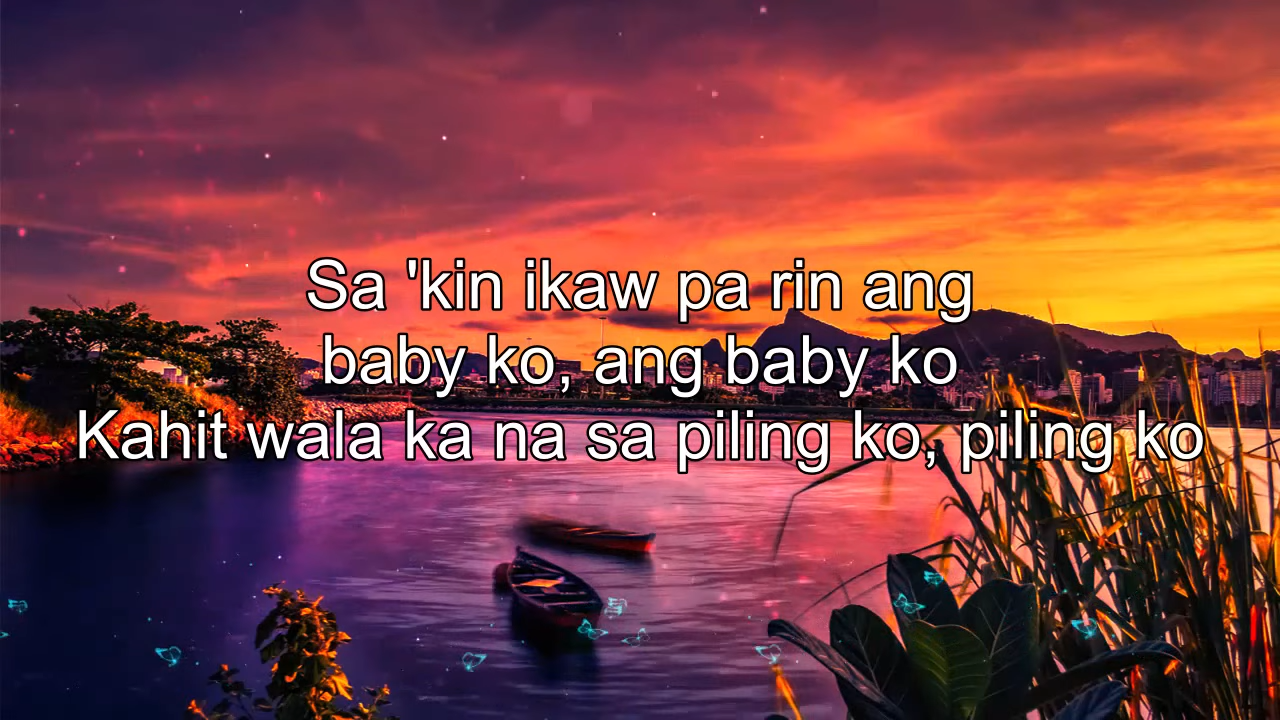 Sa 'kin ikaw pa rin ang
baby ko, ang baby ko
Kahit wala ka na sa piling ko, piling ko